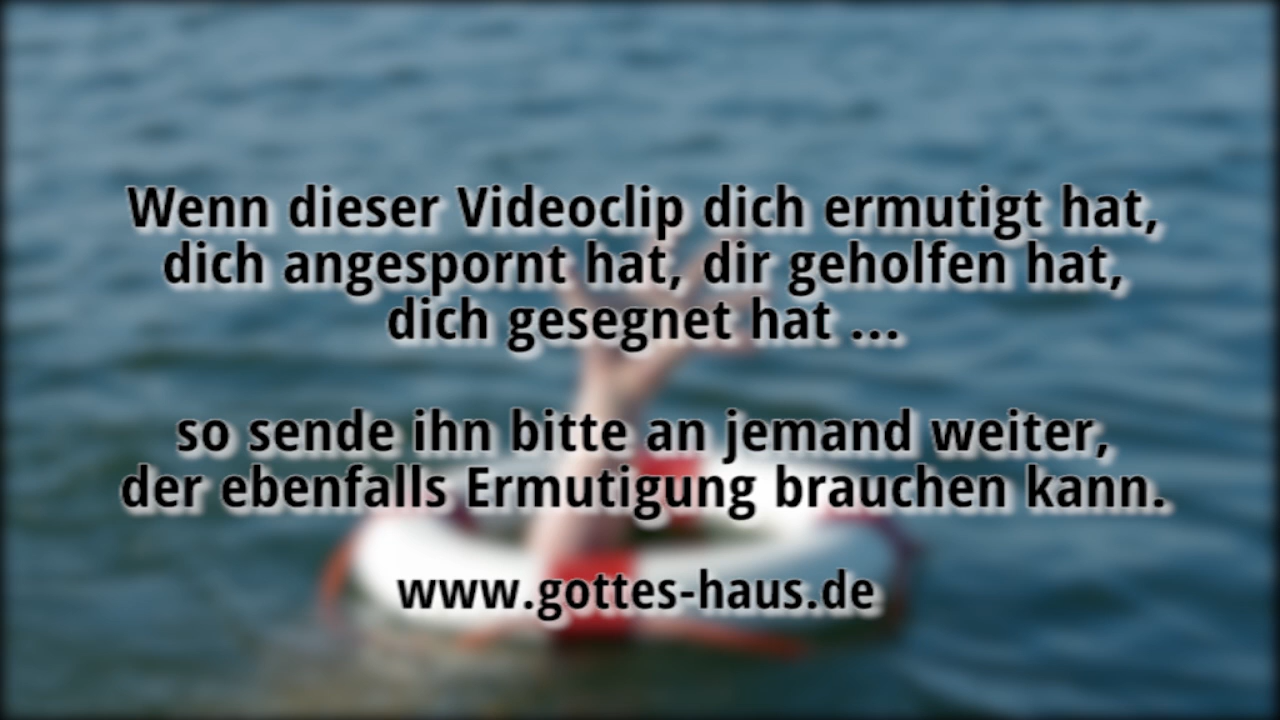 Wenn dieser Videoclip dich ermutigt hat,
dich angespornt hat, dir geholfen hat,
dich gesegnet hat ...
so sende ihn bitte an jemand weiter,
der ebenfalls Ermutigung brauchen kann.
www.gottes-haus.de